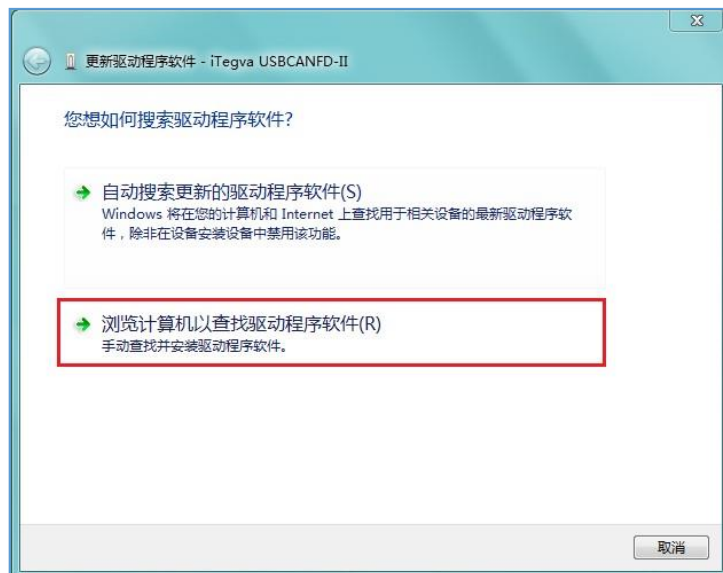 更新驱动程序软件 - iTegva USBCANFD-II
您想如何搜索驱动程序软件?
自动搜索更新的驱动程序软件(S)
Windows 将在您的计算机和 Internet 上查找用于相关设备的最新驱动程序软
件，除非在设备安装设备中禁用该功能。
浏览计算机以查找驱动程序软件(R)
手动查找并安装驱动程序软件。
取消